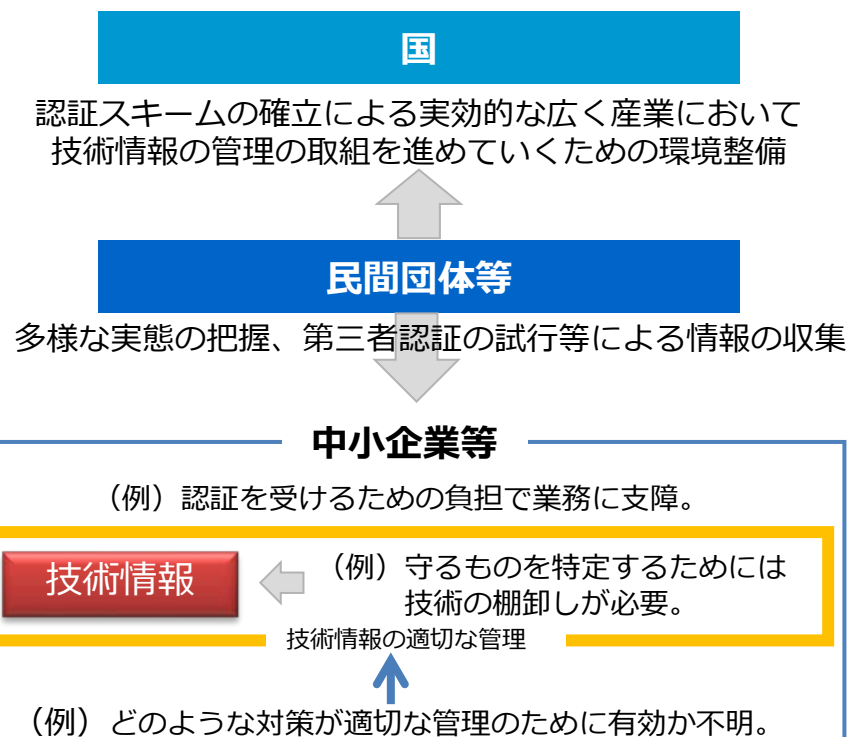 国
認証スキームの確立による実効的な広く産業において
技術情報の管理の取組を進めていくための環境整備
民間団体等
多様な実態の把握、第三者認証の試行等による情報の収集
中小企業等
（例）認証を受けるための負担で業務に支障。
技術情報
（例）守るものを特定するためには
技術の棚卸しが必要。
技術情報の適切な管理
（例）どのような対策が適切な管理のために有効か不明。